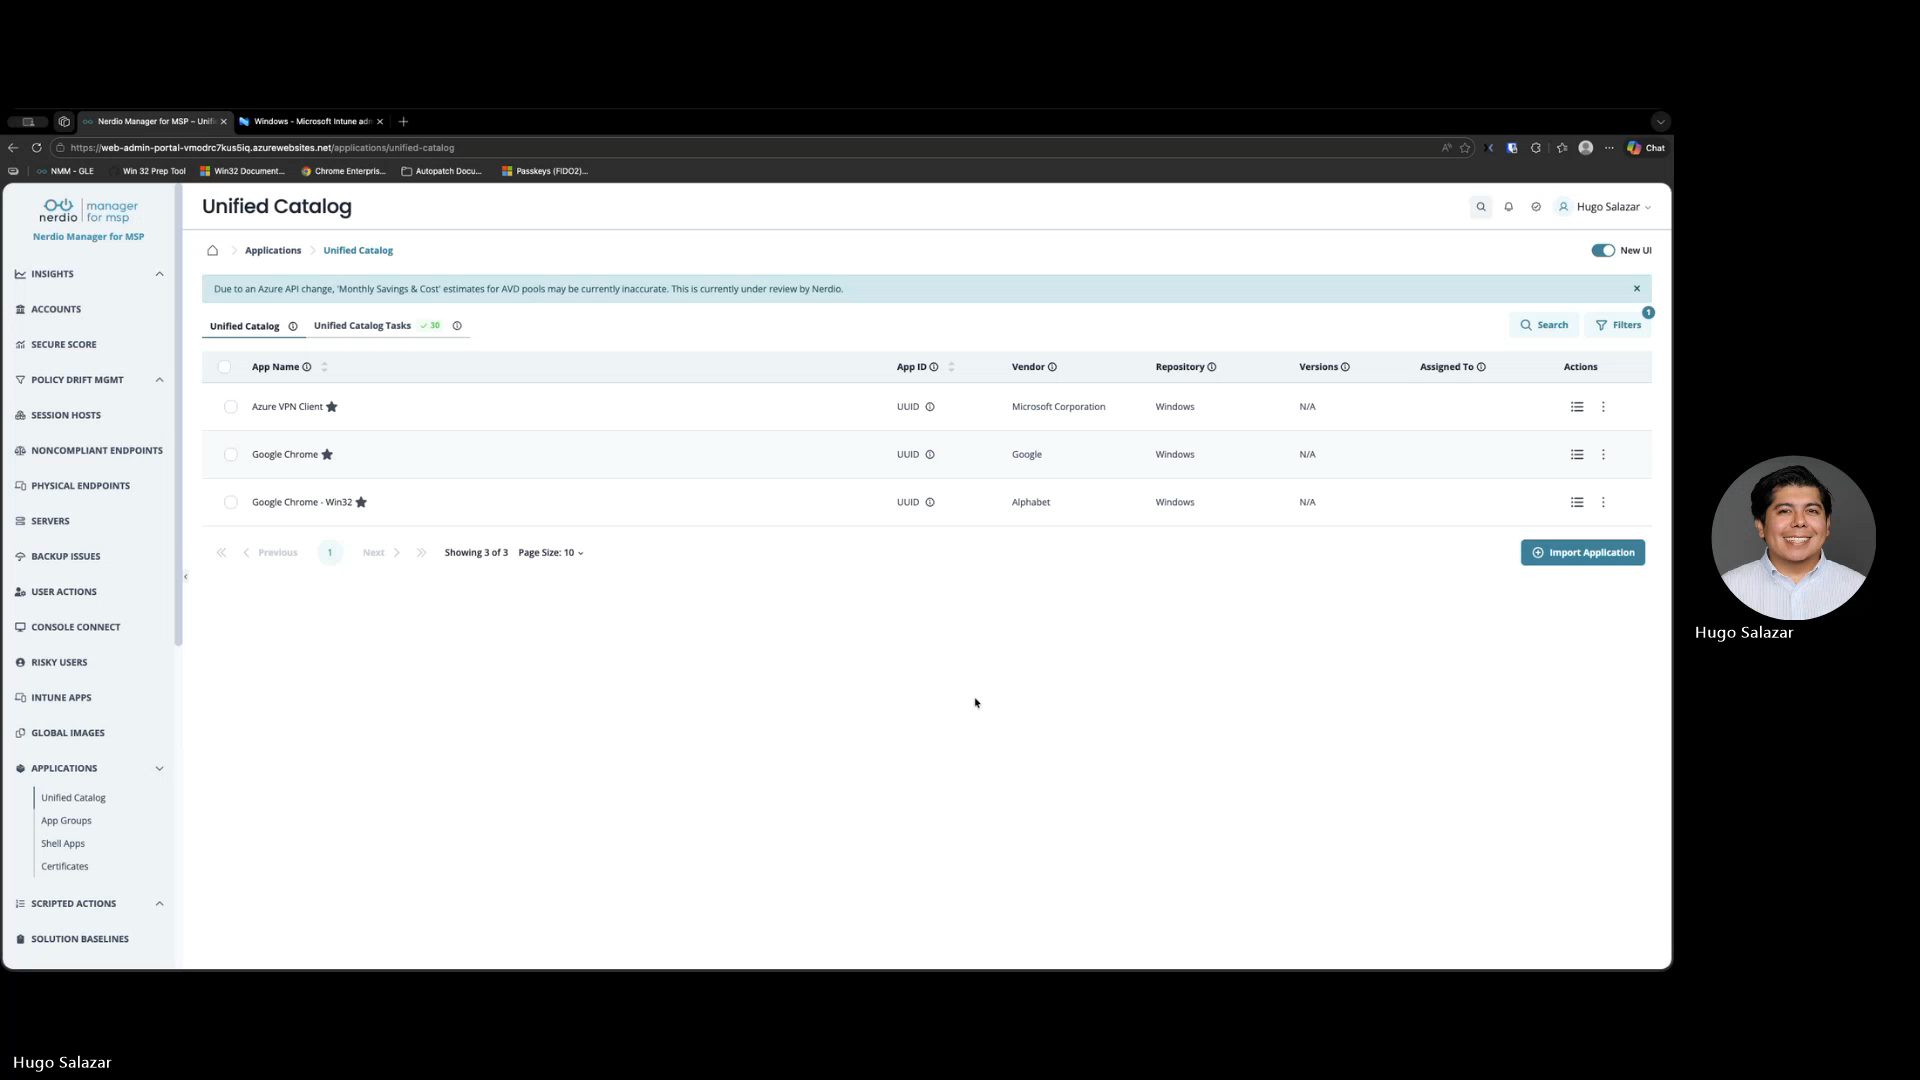 Nerdio Manager for MSP – Unifi
Windows - Microsoft Intune adn
https://web-admin-portal-vmodrc7kus5iq.azurewebsites.net/applications/unified-catalog
Chat
NMM - GLE
Win 32 Prep Tool
Win32 Document...
Chrome Enterpris...
Autopatch Docu...
Passkeys (FIDO2)...
nerdio manager for msp
Nerdio Manager for MSP
INSIGHTS
ACCOUNTS
SECURE SCORE
POLICY DRIFT MGMT
SESSION HOSTS
NONCOMPLIANT ENDPOINTS
PHYSICAL ENDPOINTS
SERVERS
BACKUP ISSUES
USER ACTIONS
CONSOLE CONNECT
RISKY USERS
INTUNE APPS
GLOBAL IMAGES
APPLICATIONS
Unified Catalog
App Groups
Shell Apps
Certificates
SCRIPTED ACTIONS
SOLUTION BASELINES
Unified Catalog
Hugo Salazar
Applications > Unified Catalog
New UI
Due to an Azure API change, 'Monthly Savings & Cost' estimates for AVD pools may be currently inaccurate. This is currently under review by Nerdio.
Unified Catalog
Unified Catalog Tasks 30
Search
Filters 1
App Name App ID Vendor Repository Versions Assigned To Actions
Azure VPN Client UUID Microsoft Corporation Windows N/A
Google Chrome UUID Google Windows N/A
Google Chrome - Win32 UUID Alphabet Windows N/A
Previous 1 Next Showing 3 of 3 Page Size: 10
Import Application
Hugo Salazar
Hugo Salazar